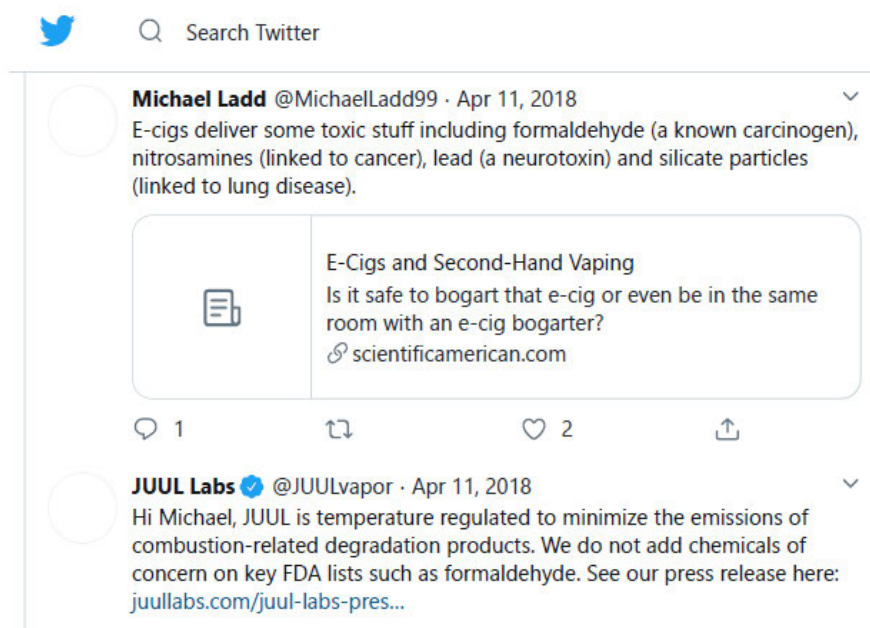 Search Twitter
Michael Ladd @MichaelLadd99 · Apr 11, 2018
E-cigs deliver some toxic stuff including formaldehyde (a known carcinogen),
nitrosamines (linked to cancer), lead (a neurotoxin) and silicate particles
(linked to lung disease).
E-Cigs and Second-Hand Vaping
Is it safe to bogart that e-cig or even be in the same
room with an e-cig bogarter?
scientificamerican.com
1 2
JUUL Labs @JUULvapor · Apr 11, 2018
Hi Michael, JUUL is temperature regulated to minimize the emissions of
combustion-related degradation products. We do not add chemicals of
concern on key FDA lists such as formaldehyde. See our press release here:
juullabs.com/juul-labs-pres...